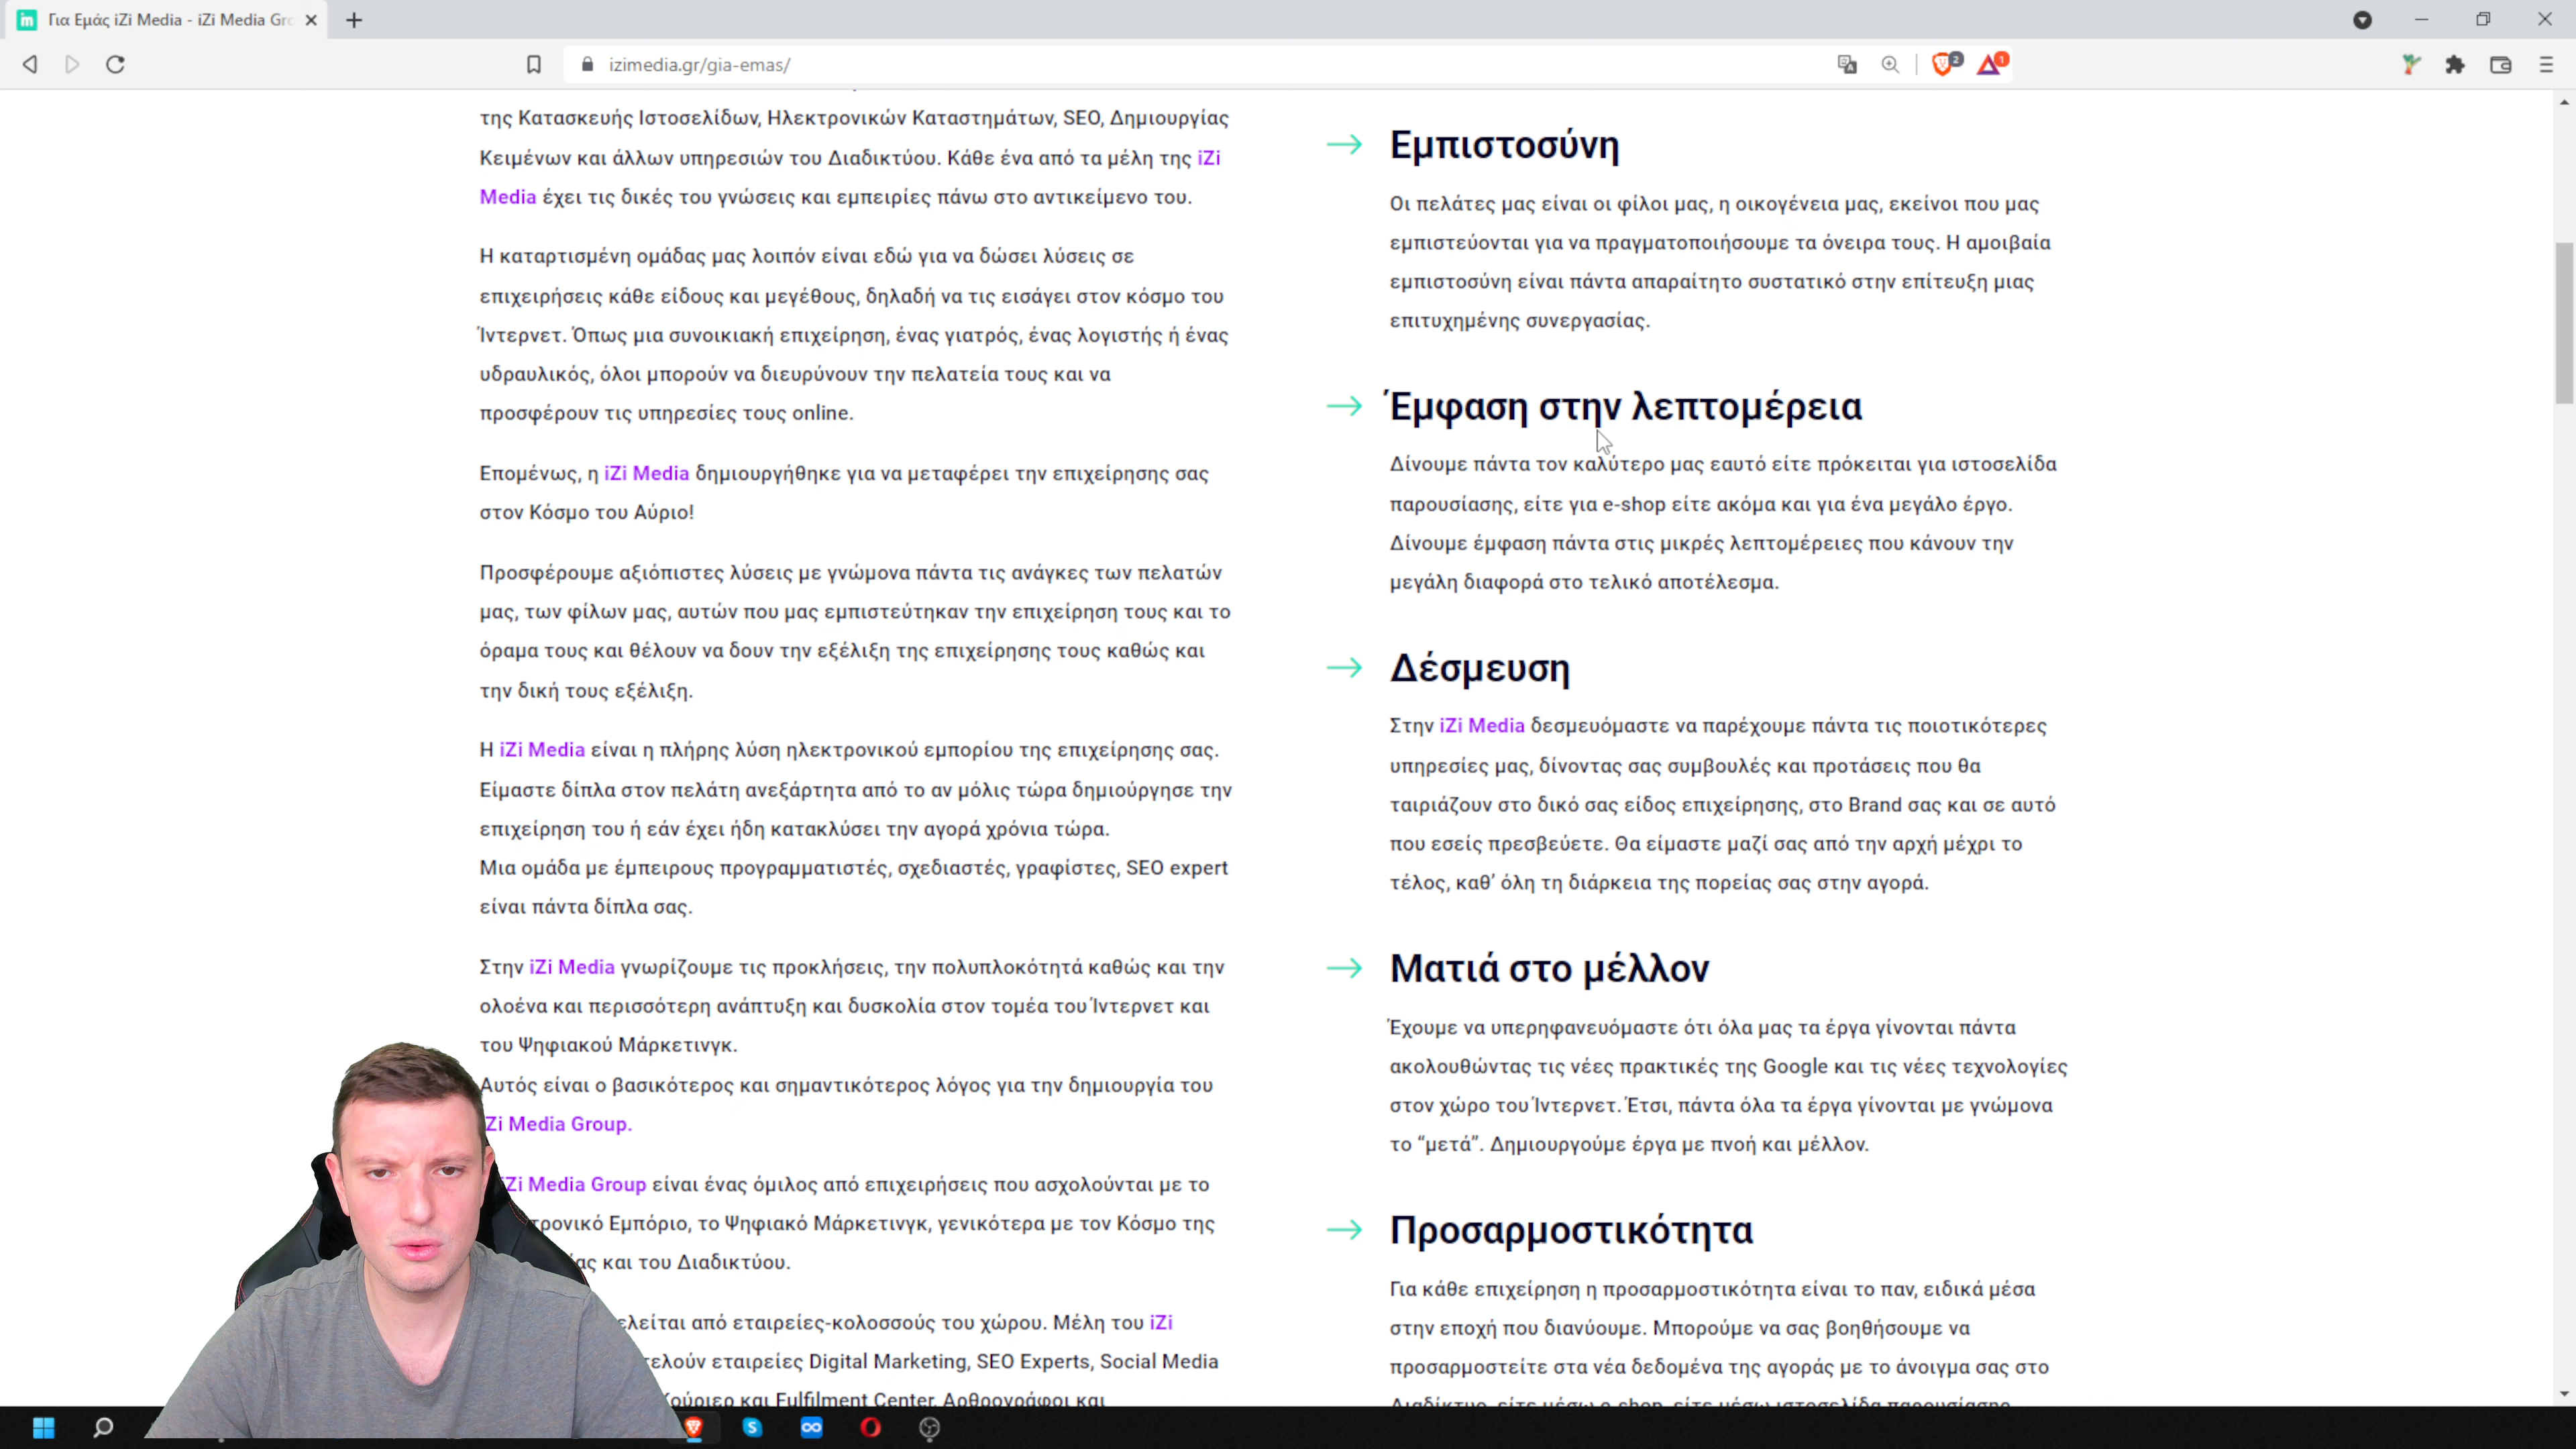 Για Εμάς iZi Media - iZi Media Gr
izimedia.gr/gia-emas/
2
1
της Κατασκευής Ιστοσελίδων, Ηλεκτρονικών Καταστημάτων, SEO, Δημιουργίας
Κειμένων και άλλων υπηρεσιών του Διαδικτύου. Κάθε ένα από τα μέλη της iZi
Media έχει τις δικές του γνώσεις και εμπειρίες πάνω στο αντικείμενο του.
Η καταρτισμένη ομάδας μας λοιπόν είναι εδώ για να δώσει λύσεις σε
επιχειρήσεις κάθε είδους και μεγέθους, δηλαδή να τις εισάγει στον κόσμο του
Ίντερνετ. Όπως μια συνοικιακή επιχείρηση, ένας γιατρός, ένας λογιστής ή ένας
υδραυλικός, όλοι μπορούν να διευρύνουν την πελατεία τους και να
προσφέρουν τις υπηρεσίες τους online.
Επομένως, η iZi Media δημιουργήθηκε για να μεταφέρει την επιχείρησης σας
στον Κόσμο του Αύριο!
Προσφέρουμε αξιόπιστες λύσεις με γνώμονα πάντα τις ανάγκες των πελατών
μας, των φίλων μας, αυτών που μας εμπιστεύτηκαν την επιχείρηση τους και το
όραμα τους και θέλουν να δουν την εξέλιξη της επιχείρησης τους καθώς και
την δική τους εξέλιξη.
Η iZi Media είναι η πλήρης λύση ηλεκτρονικού εμπορίου της επιχείρησης σας.
Είμαστε δίπλα στον πελάτη ανεξάρτητα από το αν μόλις τώρα δημιούργησε την
επιχείρηση του ή εάν έχει ήδη κατακλύσει την αγορά χρόνια τώρα.
Μια ομάδα με έμπειρους προγραμματιστές, σχεδιαστές, γραφίστες, SEO expert
είναι πάντα δίπλα σας.
Στην iZi Media γνωρίζουμε τις προκλήσεις, την πολυπλοκότητά καθώς και την
ολοένα και περισσότερη ανάπτυξη και δυσκολία στον τομέα του Ίντερνετ και
του Ψηφιακού Μάρκετινγκ.
Αυτός είναι ο βασικότερος και σημαντικότερος λόγος για την δημιουργία του
Zi Media Group.
Zi Media Group είναι ένας όμιλος από επιχειρήσεις που ασχολούνται με το
τρονικό Εμπόριο, το Ψηφιακό Μάρκετινγκ, γενικότερα με τον Κόσμο της
ας και του Διαδικτύου.
ελείται από εταιρείες-κολοσσούς του χώρου. Μέλη του iZi
τελούν εταιρείες Digital Marketing, SEO Experts, Social Media
Κούριερ και Fulfilment Center, Αρθρογράφοι και
Εμπιστοσύνη
Οι πελάτες μας είναι οι φίλοι μας, η οικογένεια μας, εκείνοι που μας
εμπιστεύονται για να πραγματοποιήσουμε τα όνειρα τους. Η αμοιβαία
εμπιστοσύνη είναι πάντα απαραίτητο συστατικό στην επίτευξη μιας
επιτυχημένης συνεργασίας.
Έμφαση στην λεπτομέρεια
Δίνουμε πάντα τον καλύτερο μας εαυτό είτε πρόκειται για ιστοσελίδα
παρουσίασης, είτε για e-shop είτε ακόμα και για ένα μεγάλο έργο.
Δίνουμε έμφαση πάντα στις μικρές λεπτομέρειες που κάνουν την
μεγάλη διαφορά στο τελικό αποτέλεσμα.
Δέσμευση
Στην iZi Media δεσμευόμαστε να παρέχουμε πάντα τις ποιοτικότερες
υπηρεσίες μας, δίνοντας σας συμβουλές και προτάσεις που θα
ταιριάζουν στο δικό σας είδος επιχείρησης, στο Brand σας και σε αυτό
που εσείς πρεσβεύετε. Θα είμαστε μαζί σας από την αρχή μέχρι το
τέλος, καθ’ όλη τη διάρκεια της πορείας σας στην αγορά.
Ματιά στο μέλλον
Έχουμε να υπερηφανευόμαστε ότι όλα μας τα έργα γίνονται πάντα
ακολουθώντας τις νέες πρακτικές της Google και τις νέες τεχνολογίες
στον χώρο του Ίντερνετ. Έτσι, πάντα όλα τα έργα γίνονται με γνώμονα
το “μετά”. Δημιουργούμε έργα με πνοή και μέλλον.
Προσαρμοστικότητα
Για κάθε επιχείρηση η προσαρμοστικότητα είναι το παν, ειδικά μέσα
στην εποχή που διανύουμε. Μπορούμε να σας βοηθήσουμε να
προσαρμοστείτε στα νέα δεδομένα της αγοράς με το άνοιγμα σας στο
Διαδίκτυο, είτε μέσω e-shop, είτε μέσω ιστοσελίδα παρουσίασης